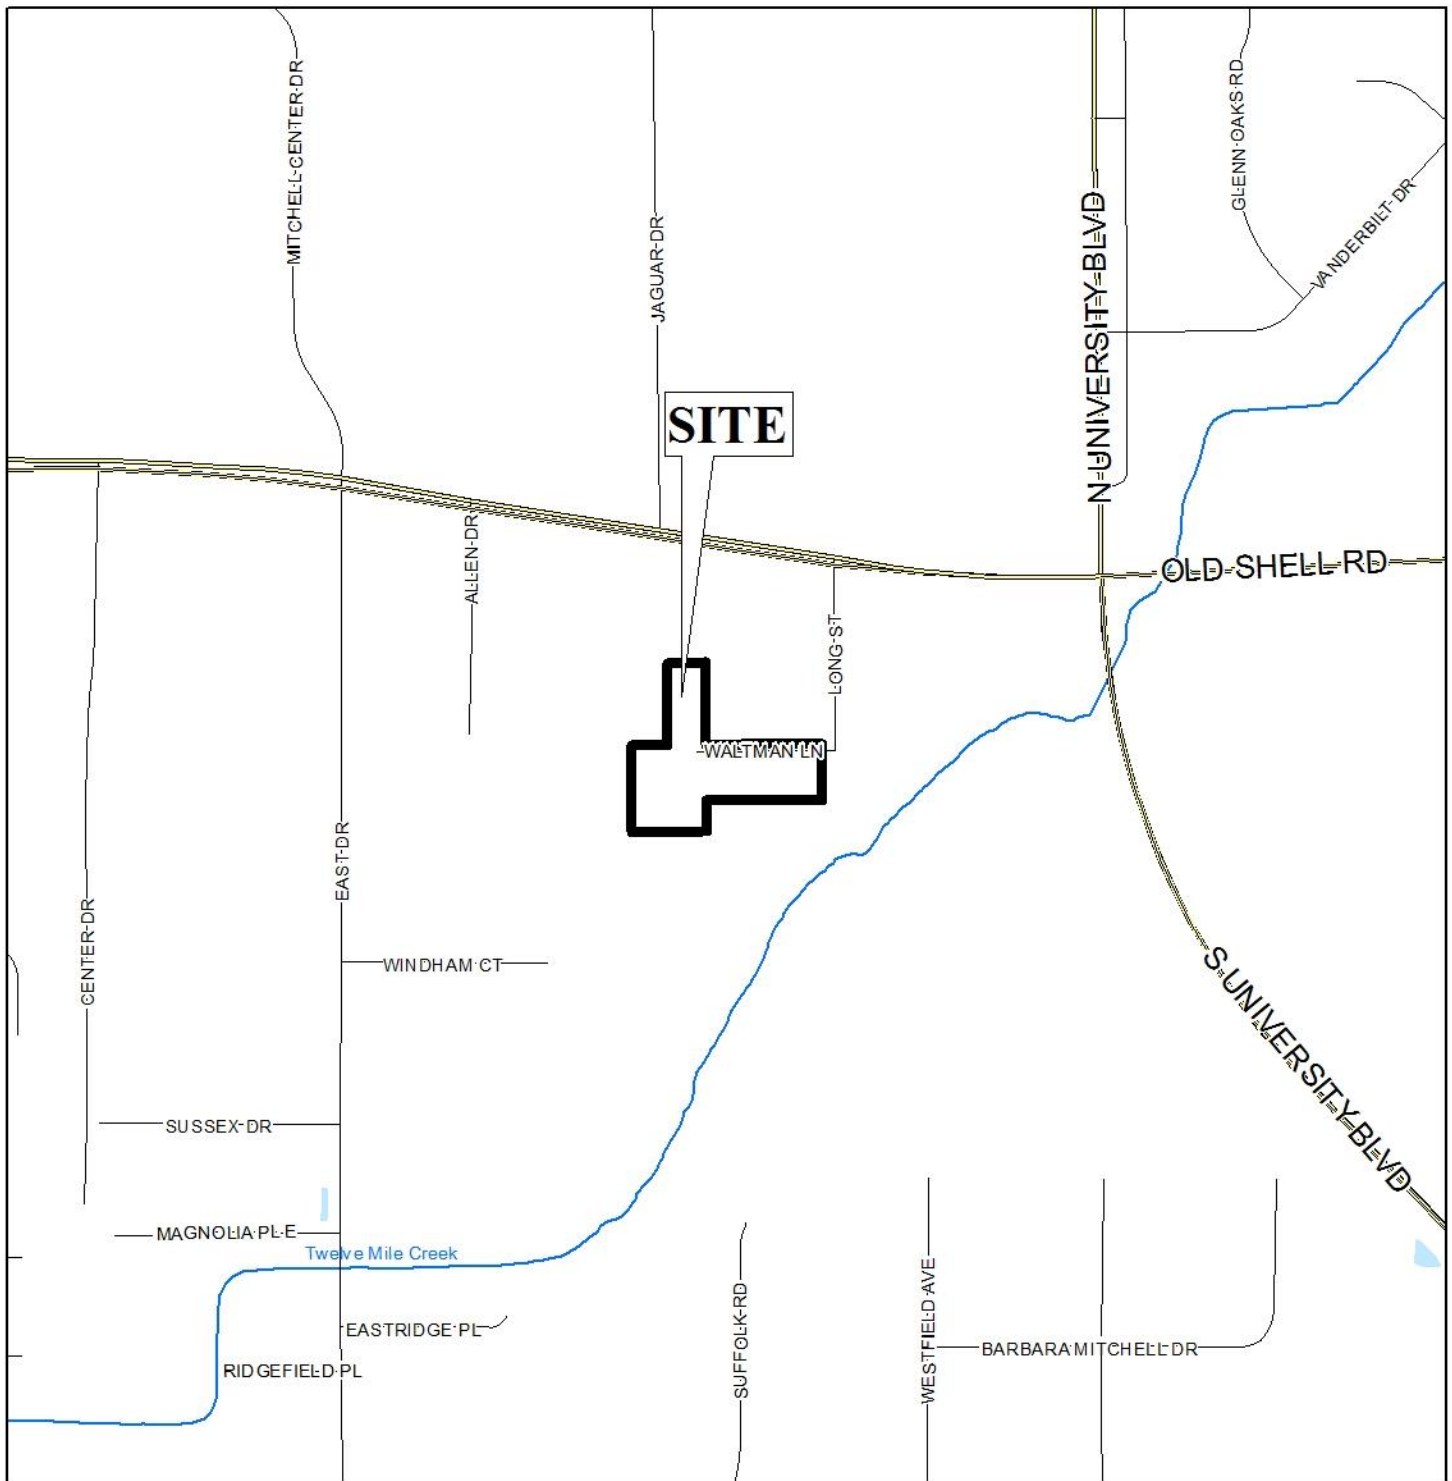 MITCHELL CENTER DR
JAGUAR DR
N UNIVERSITY BLVD
GLENN OAKS RD
VANDERBILT DR
SITE
ALLEN DR
OLD SHELL RD
LONG ST
WALTMAN LN
EAST DR
CENTER DR
WINDHAM CT
S UNIVERSITY BLVD
SUSSEX DR
MAGNOLIA PL E
Twelve Mile Creek
EASTRIDGE PL
RIDGEFIELD PL
SUFFOLK RD
WESTFIELD AVE
BARBARA MITCHELL DR